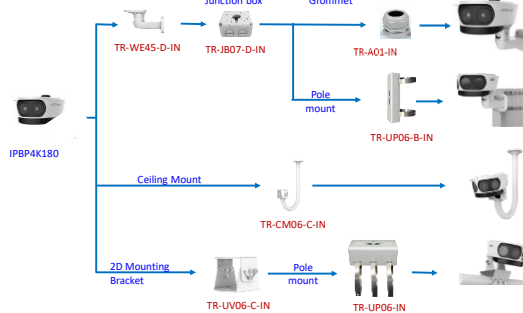 Junction box
Grommet
TR-WE45-D-IN
TR-JB07-D-IN
TR-A01-IN
Pole
mount
TR-UP06-B-IN
IPBP4K180
Ceiling Mount
TR-CM06-C-IN
2D Mounting
Bracket
Pole
mount
TR-UV06-C-IN
TR-UP06-IN